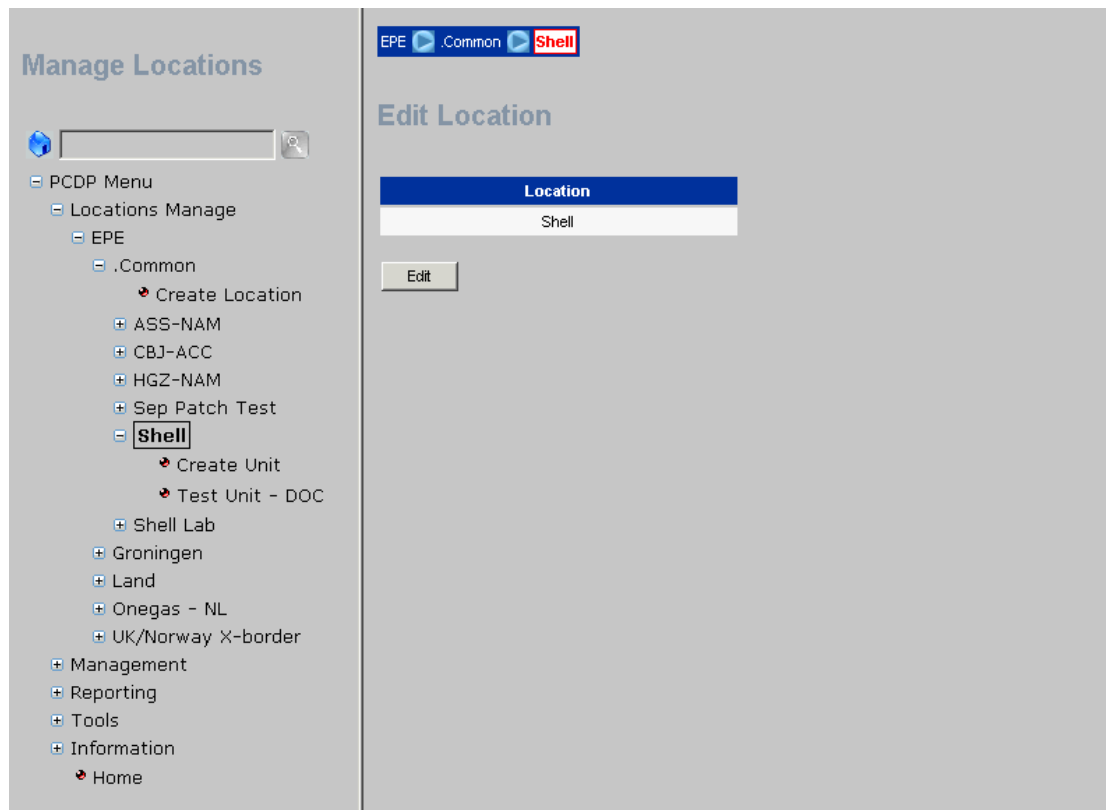 Manage Locations
PCDP Menu
Locations Manage
EPE
.Common
Create Location
ASS-NAM
CBJ-ACC
HGZ-NAM
Sep Patch Test
Shell
Create Unit
Test Unit - DOC
Shell Lab
Groningen
Land
Onegas - NL
UK/Norway X-border
Management
Reporting
Tools
Information
Home
EPE .Common Shell
Edit Location
Location
Shell
Edit